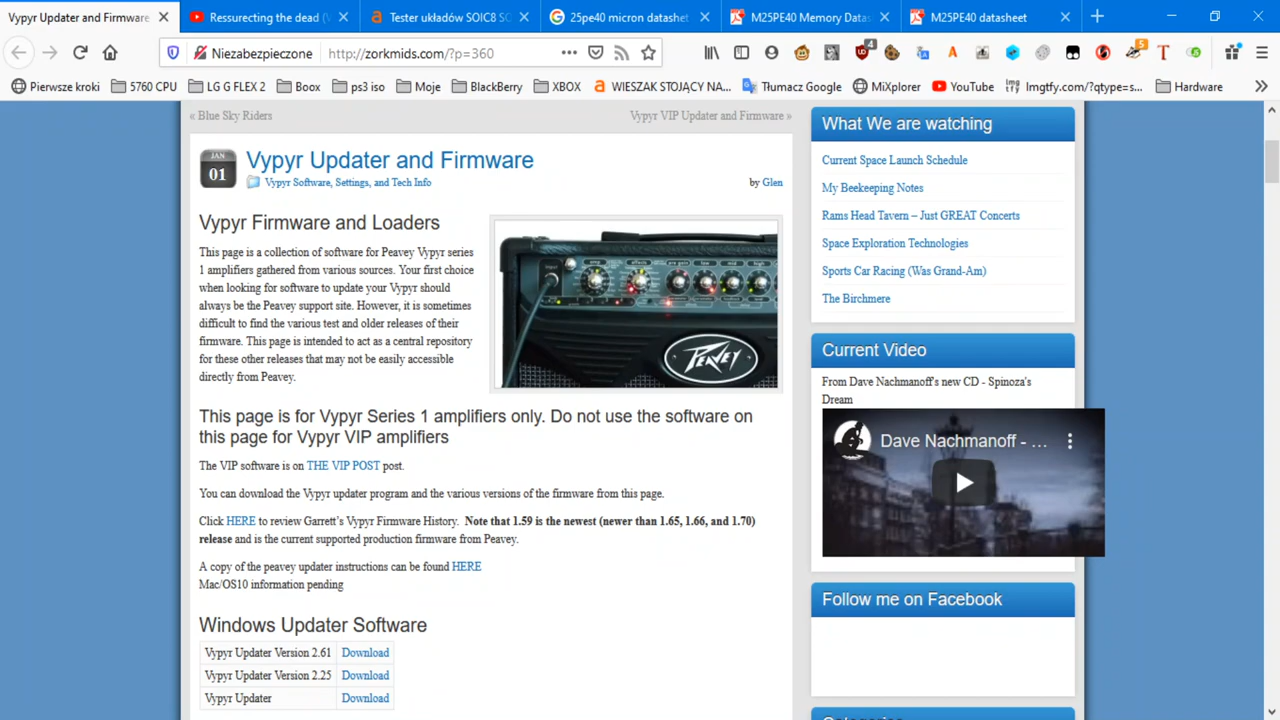 Vypyr Updater and Firmware
Ressurecting the dead (V
Tester układów SOIC8 SO
25pe40 micron datasheet
M25PE40 Memory Datas
M25PE40 datasheet
Niezabezpieczone
http://zorkmids.com/?p=360
4
5
Pierwsze kroki
5760 CPU
LG G FLEX 2
Boox
ps3 iso
Moje
BlackBerry
XBOX
WIESZAK STOJĄCY NA...
Tłumacz Google
MiXplorer
YouTube
Img
ttfy
lmgtfy.com/?qtype=s...
Hardware
« Blue Sky Riders
Vypyr VIP Updater and Firmware »
JAN
01
Vypyr Updater and Firmware
Vypyr Software, Settings, and Tech Info
by Glen
Vypyr Firmware and Loaders
This page is a collection of software for Peavey Vypyr series
1 amplifiers gathered from various sources. Your first choice
when looking for software to update your Vypyr should
always be the Peavey support site. However, it is sometimes
difficult to find the various test and older releases of their
firmware. This page is intended to act as a central repository
for these other releases that may not be easily accessible
directly from Peavey.
PEAVEY
This page is for Vypyr Series 1 amplifiers only. Do not use the software on
this page for Vypyr VIP amplifiers
The VIP software is on THE VIP POST post.
You can download the Vypyr updater program and the various versions of the firmware from this page.
Click HERE to review Garrett's Vypyr Firmware History. Note that 1.59 is the newest (newer than 1.65, 1.66, and 1.70)
release and is the current supported production firmware from Peavey.
A copy of the peavey updater instructions can be found HERE
Mac/OS10 information pending
Windows Updater Software
Vypyr Updater Version 2.61 Download
Vypyr Updater Version 2.25 Download
Vypyr Updater Download
What We are watching
Current Space Launch Schedule
My Beekeeping Notes
Rams Head Tavern – Just GREAT Concerts
Space Exploration Technologies
Sports Car Racing (Was Grand-Am)
The Birchmere
Current Video
From Dave Nachmanoff's new CD - Spinoza's
Dream
Dave Nachmanoff - ...
Follow me on Facebook